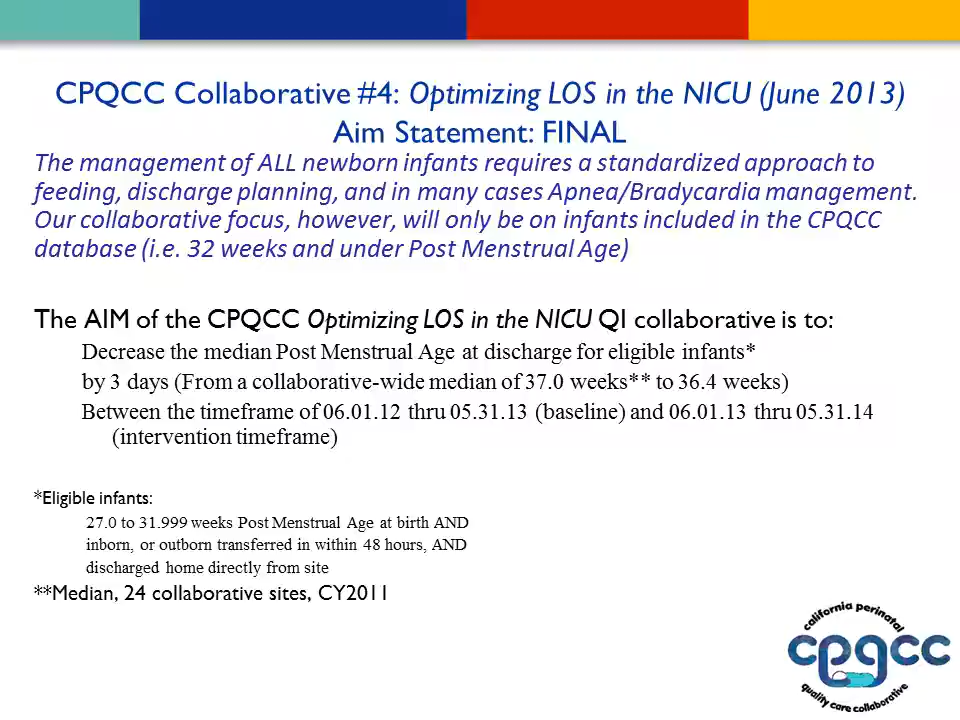 CPQCC Collaborative #4: Optimizing LOS in the NICU (June 2013)
Aim Statement: FINAL
The management of ALL newborn infants requires a standardized approach to
feeding, discharge planning, and in many cases Apnea/Bradycardia management.
Our collaborative focus, however, will only be on infants included in the CPQCC
database (i.e. 32 weeks and under Post Menstrual Age)
The AIM of the CPQCC Optimizing LOS in the NICU QI collaborative is to:
Decrease the median Post Menstrual Age at discharge for eligible infants*
by 3 days (From a collaborative-wide median of 37.0 weeks** to 36.4 weeks)
Between the timeframe of 06.01.12 thru 05.31.13 (baseline) and 06.01.13 thru 05.31.14
(intervention timeframe)
*Eligible infants:
27.0 to 31.999 weeks Post Menstrual Age at birth AND
inborn, or outborn transferred in within 48 hours, AND
discharged home directly from site
**Median, 24 collaborative sites, CY2011
california perinatal
cpqcc
quality care collaborative